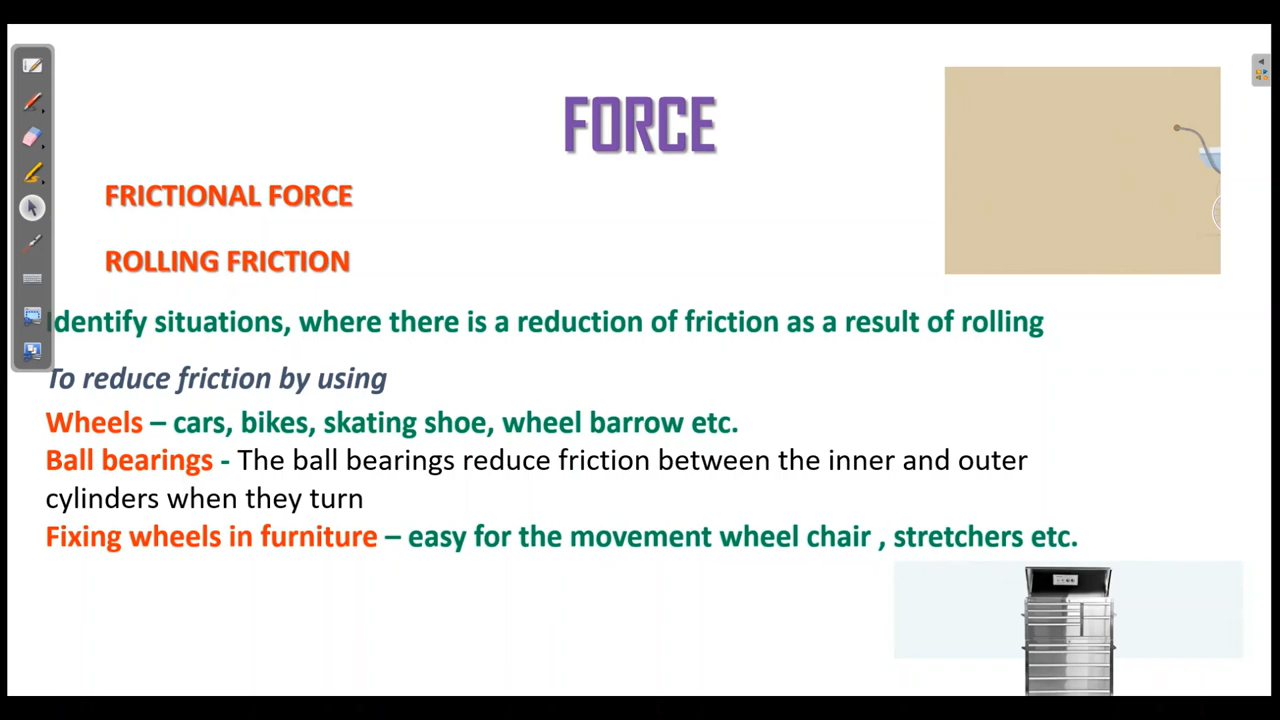 FORCE
FRICTIONAL FORCE
ROLLING FRICTION
Identify situations, where there is a reduction of friction as a result of rolling
To reduce friction by using
Wheels – cars, bikes, skating shoe, wheel barrow etc.
Ball bearings - The ball bearings reduce friction between the inner and outer
cylinders when they turn
Fixing wheels in furniture – easy for the movement wheel chair , stretchers etc.